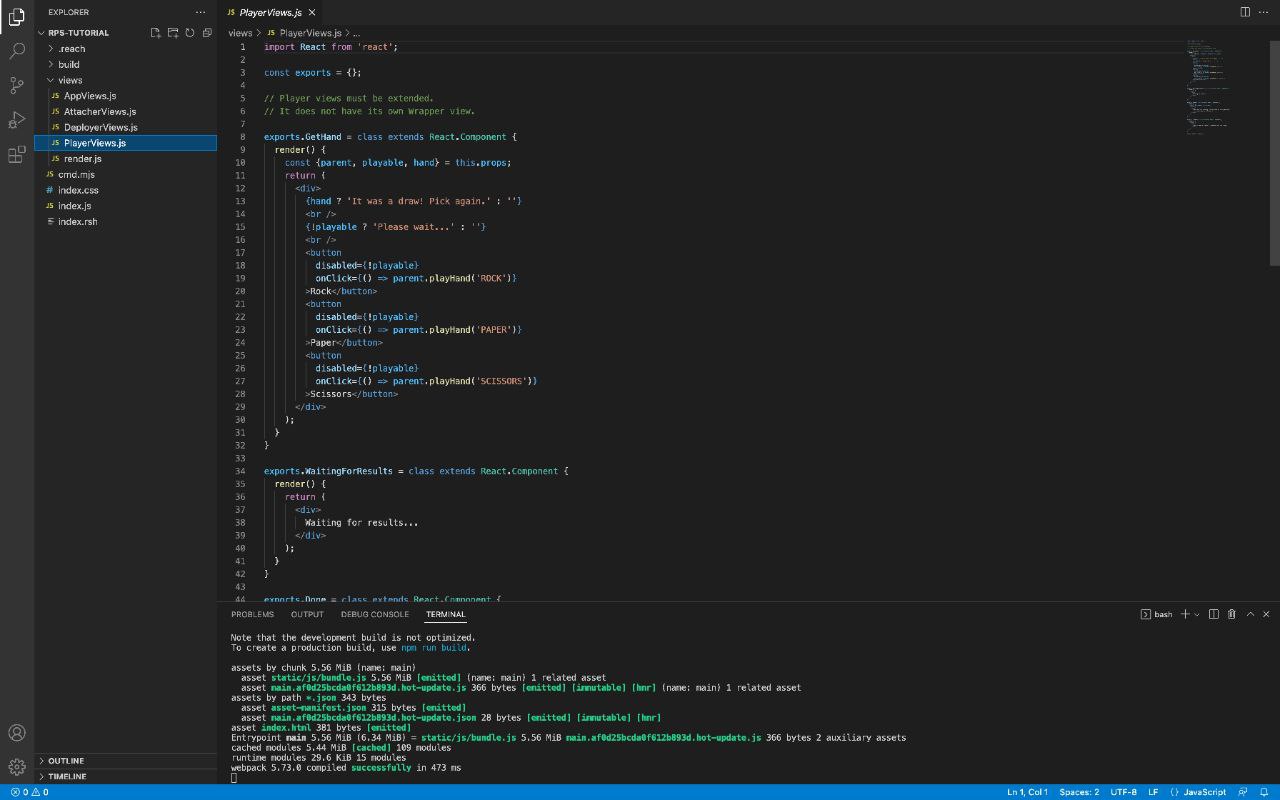 EXPLORER
RPS-TUTORIAL
.reach
build
views
JS AppViews.js
JS AttacherViews.js
JS DeployerViews.js
JS PlayerViews.js
JS render.js
JS cmd.mjs
# index.css
JS index.js
index.rsh
OUTLINE
TIMELINE
JS PlayerViews.js
views > JS PlayerViews.js > ...
1 import React from 'react';
2
3 const exports = {};
4
5 // Player views must be extended.
6 // It does not have its own Wrapper view.
7
8 exports.GetHand = class extends React.Component {
9 render() {
10 const {parent, playable, hand} = this.props;
11 return (
12 <div>
13 {hand ? 'It was a draw! Pick again.' : ''}
14 <br />
15 {!playable ? 'Please wait...' : ''}
16 <br />
17 <button
18 disabled={!playable}
19 onClick={() => parent.playHand('ROCK')}
20 >Rock</button>
21 <button
22 disabled={!playable}
23 onClick={() => parent.playHand('PAPER')}
24 >Paper</button>
25 <button
26 disabled={!playable}
27 onClick={() => parent.playHand('SCISSORS')}
28 >Scissors</button>
29 </div>
30 );
31 }
32 }
33
34 exports.WaitingForResults = class extends React.Component {
35 render() {
36 return (
37 <div>
38 Waiting for results...
39 </div>
40 );
41 }
42 }
43
44 exports.Done = class extends React.Component {
PROBLEMS OUTPUT DEBUG CONSOLE TERMINAL bash
Note that the development build is not optimized.
To create a production build, use npm run build.
assets by chunk 5.56 MiB (name: main)
asset static/js/bundle.js 5.56 MiB [emitted] (name: main) 1 related asset
asset main.af0d25bcda0f612b893d.hot-update.js 366 bytes [emitted] [immutable] [hmr] (name: main) 1 related asset
assets by path *.json 343 bytes
asset asset-manifest.json 315 bytes [emitted]
asset main.af0d25bcda0f612b893d.hot-update.json 28 bytes [emitted] [immutable] [hmr]
asset index.html 381 bytes [emitted]
Entrypoint main 5.56 MiB (6.34 MiB) = static/js/bundle.js 5.56 MiB main.af0d25bcda0f612b893d.hot-update.js 366 bytes 2 auxiliary assets
cached modules 5.44 MiB [cached] 109 modules
runtime modules 29.6 KiB 15 modules
webpack 5.73.0 compiled successfully in 473 ms
0 0 Ln 1, Col 1 Spaces: 2 UTF-8 LF {} JavaScript